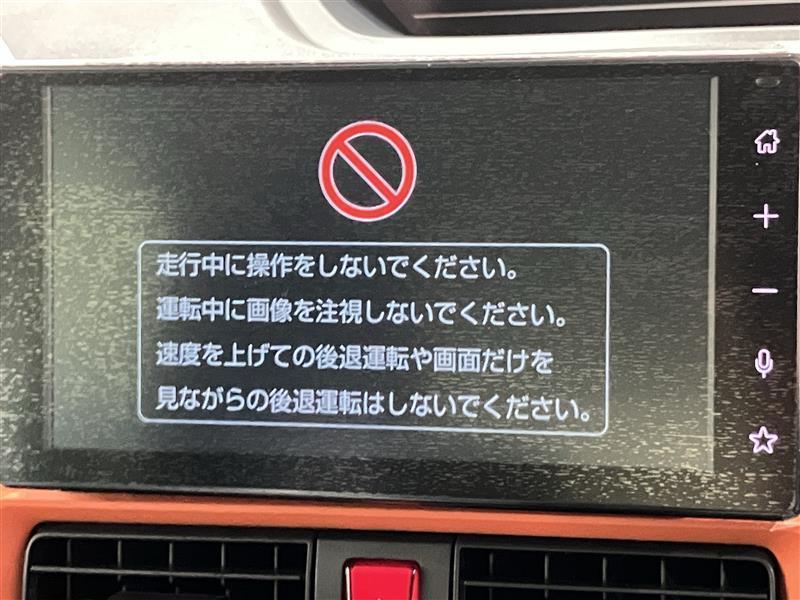 走行中に操作をしないでください。
運転中に画像を注視しないでください。
速度を上げての後退運転や画面だけを
見ながらの後退運転はしないでください。